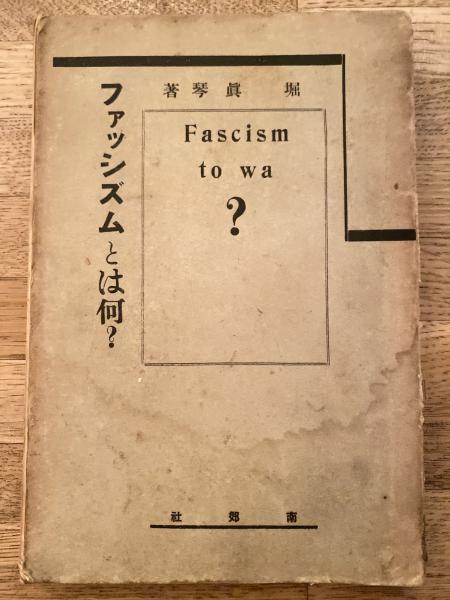 著琴眞堀
ファッシズムとは何？
Fascism
to wa
?
社郊南